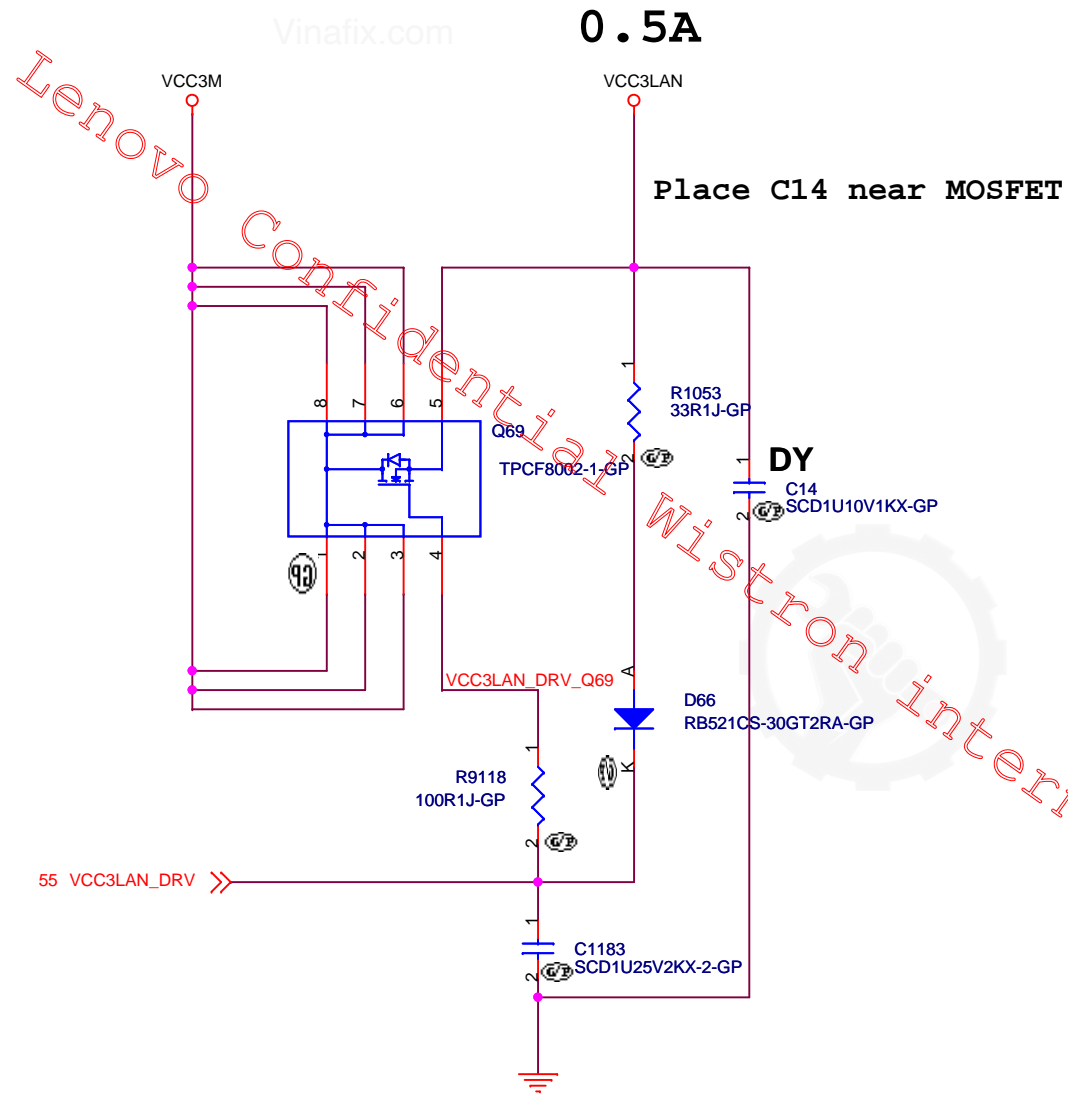 Vinafix.com
0.5A
VCC3M
VCC3LAN
Lenovo Confidential Wistron intern
Place C14 near MOSFET
8
7
6
5
1
R1053
33R1J-GP
2
G/P
Q69
TPCF8002-1-GP
1
DY
C14
SCD1U10V1KX-GP
2
G/P
1
2
3
4
GP
VCC3LAN_DRV_Q69
A
D66
RB521CS-30GT2RA-GP
K
1
R9118
100R1J-GP
2
G/P
55 VCC3LAN_DRV
1
C1183
SCD1U25V2KX-2-GP
2
G/P